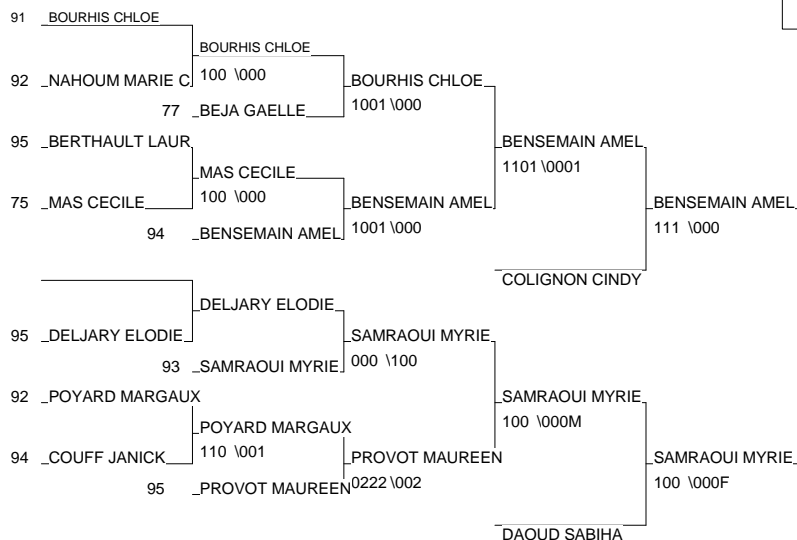 91 BOURHIS CHLOE
BOURHIS CHLOE
92 NAHOUM MARIE C 100 \000 BOURHIS CHLOE
77 BEJA GAELLE 1001 \000
95 BERTHAULT LAUR BENSEMAIN AMEL
MAS CECILE 1101 \0001
75 MAS CECILE 100 \000 BENSEMAIN AMEL BENSEMAIN AMEL
94 BENSEMAIN AMEL 1001 \000 111 \000
COLIGNON CINDY
DELJARY ELODIE
95 DELJARY ELODIE SAMRAOUI MYRIE
93 SAMRAOUI MYRIE 000 \100
92 POYARD MARGAUX SAMRAOUI MYRIE
POYARD MARGAUX 100 \000M
94 COUFF JANICK 110 \001 PROVOT MAUREEN SAMRAOUI MYRIE
95 PROVOT MAUREEN 0222 \002 100 \000F
DAOUD SABIHA